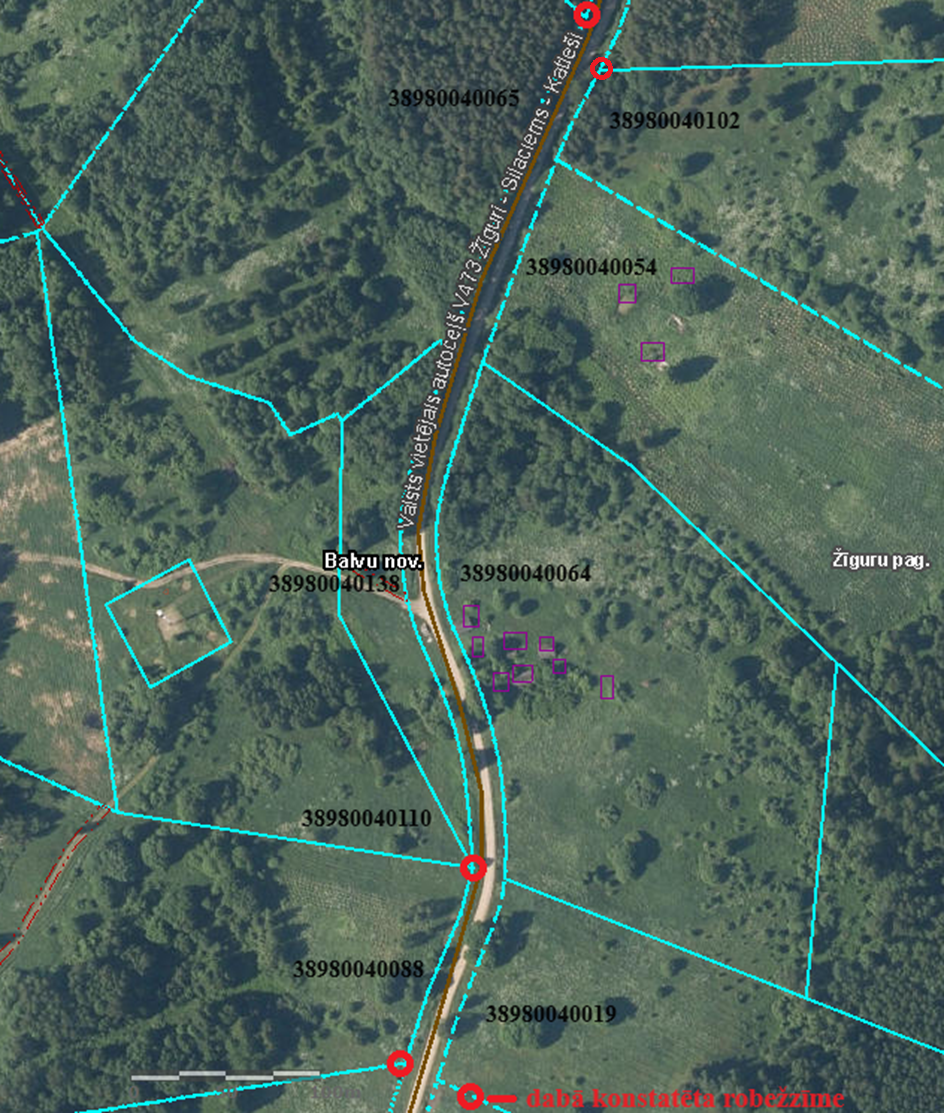 38980040065
38980040102
Valsts vietējais autoceļš V473 Žīguri - Silaciems - Katleši
38980040054
Balvu nov.
Žīguru pag.
38980040138
38980040064
38980040110
38980040088
38980040019
dabā konstatēta robežzīme